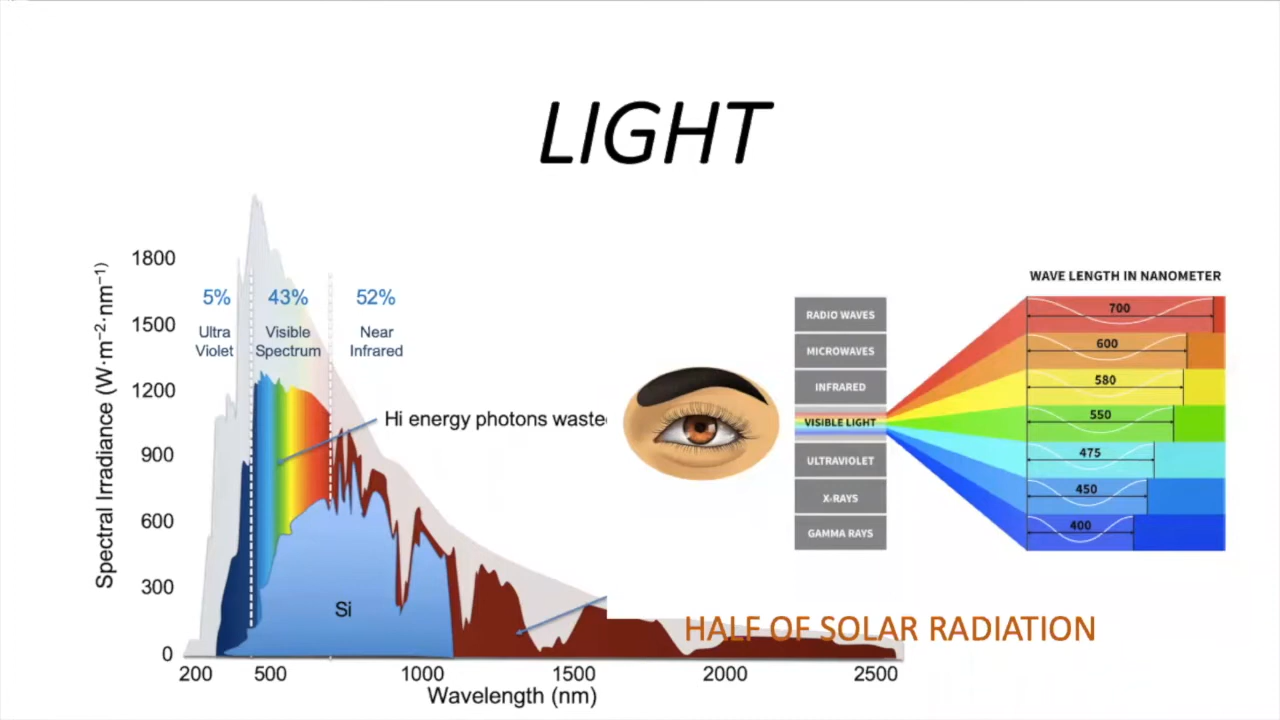 LIGHT
Spectral Irradiance (W·m−2·nm−1)
1800
1500
1200
900
600
300
0
5%
Ultra
Violet
43%
Visible
Spectrum
52%
Near
Infrared
Hi energy photons
Si
200 500 1000 1500 2000 2500
Wavelength (nm)
WAVE LENGTH IN NANOMETER
RADIO WAVES
MICROWAVES
INFRARED
VISIBLE LIGHT
ULTRAVIOLET
X-RAYS
GAMMA RAYS
700
600
580
550
475
450
400
HALF OF SOLAR RADIATION